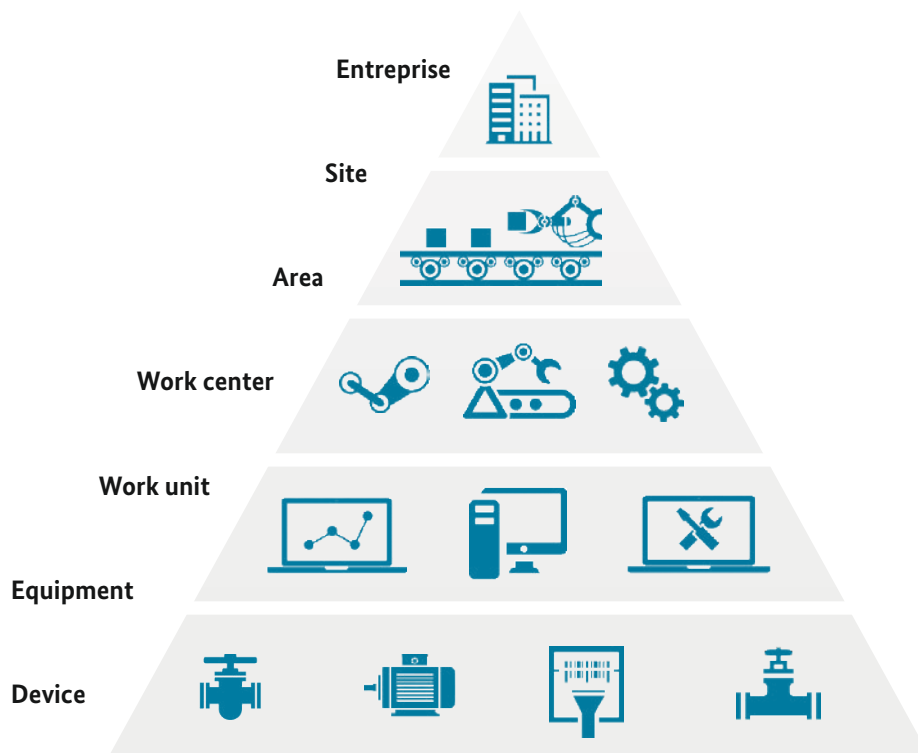 Entreprise
Site
Area
Work center
Work unit
Equipment
Device